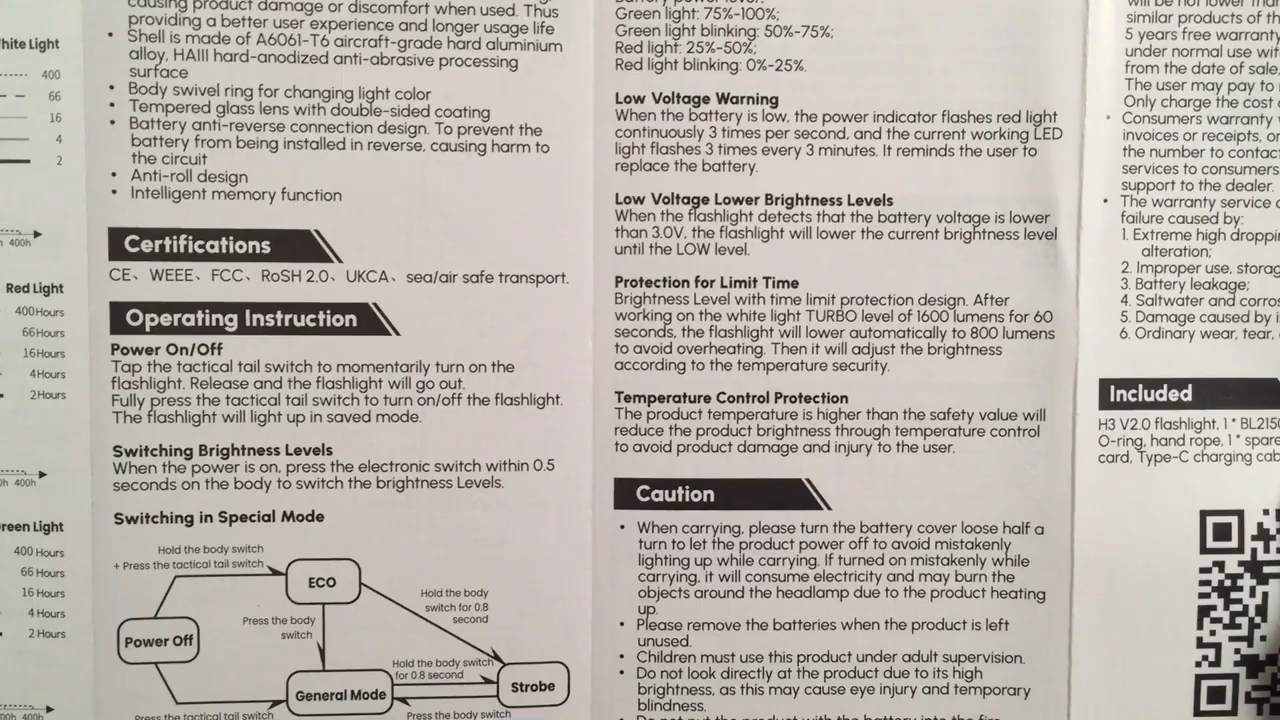 hite Light
400
66
16
4
2
400h
Red Light
400Hours
66Hours
16Hours
4Hours
2Hours
0h 400h
reen Light
400 Hours
66 Hours
16 Hours
4 Hours
2 Hours
00h 400h
causing product damage or discomfort when used. Thus
providing a better user experience and longer usage life
• Shell is made of A6061-T6 aircraft-grade hard aluminium
alloy, HAIII hard-anodized anti-abrasive processing
surface
• Body swivel ring for changing light color
• Tempered glass lens with double-sided coating
• Battery anti-reverse connection design. To prevent the
battery from being installed in reverse, causing harm to
the circuit
• Anti-roll design
• Intelligent memory function
Certifications
CE、WEEE、FCC、RoSH 2.0、UKCA、sea/air safe transport.
Operating Instruction
Power On/Off
Tap the tactical tail switch to momentarily turn on the
flashlight. Release and the flashlight will go out.
Fully press the tactical tail switch to turn on/off the flashlight.
The flashlight will light up in saved mode.
Switching Brightness Levels
When the power is on, press the electronic switch within 0.5
seconds on the body to switch the brightness Levels.
Switching in Special Mode
Hold the body switch
+ Press the tactical tail switch
ECO
Hold the body
switch for 0.8
second
Press the body
switch
Power Off
Hold the body switch
for 0.8 second
General Mode
Strobe
Press the tactical tail switch
Press the body switch
Green light: 75%-100%;
Green light blinking: 50%-75%;
Red light: 25%-50%;
Red light blinking: 0%-25%.
Low Voltage Warning
When the battery is low, the power indicator flashes red light
continuously 3 times per second, and the current working LED
light flashes 3 times every 3 minutes. It reminds the user to
replace the battery.
Low Voltage Lower Brightness Levels
When the flashlight detects that the battery voltage is lower
than 3.0V, the flashlight will lower the current brightness level
until the LOW level.
Protection for Limit Time
Brightness Level with time limit protection design. After
working on the white light TURBO level of 1600 lumens for 60
seconds, the flashlight will lower automatically to 800 lumens
to avoid overheating. Then it will adjust the brightness
according to the temperature security.
Temperature Control Protection
The product temperature is higher than the safety value will
reduce the product brightness through temperature control
to avoid product damage and injury to the user.
Caution
• When carrying, please turn the battery cover loose half a
turn to let the product power off to avoid mistakenly
lighting up while carrying. If turned on mistakenly while
carrying, it will consume electricity and may burn the
objects around the headlamp due to the product heating
up.
• Please remove the batteries when the product is left
unused.
• Children must use this product under adult supervision.
• Do not look directly at the product due to its high
brightness, as this may cause eye injury and temporary
blindness.
similar products of th
5 years free warranty
under normal use wit
from the date of sale,
The user may pay to
Only charge the cost
• Consumers warranty
invoices or receipts, or
the number to contac
services to consumers
support to the dealer.
• The warranty service
failure caused by:
1. Extreme high droppi
alteration;
2. Improper use, storag
3. Battery leakage;
4. Saltwater and corro
5. Damage caused by i
6. Ordinary wear, tear,
Included
H3 V2.0 flashlight, 1 * BL215
O-ring, hand rope, 1 * spare
card, Type-C charging cab